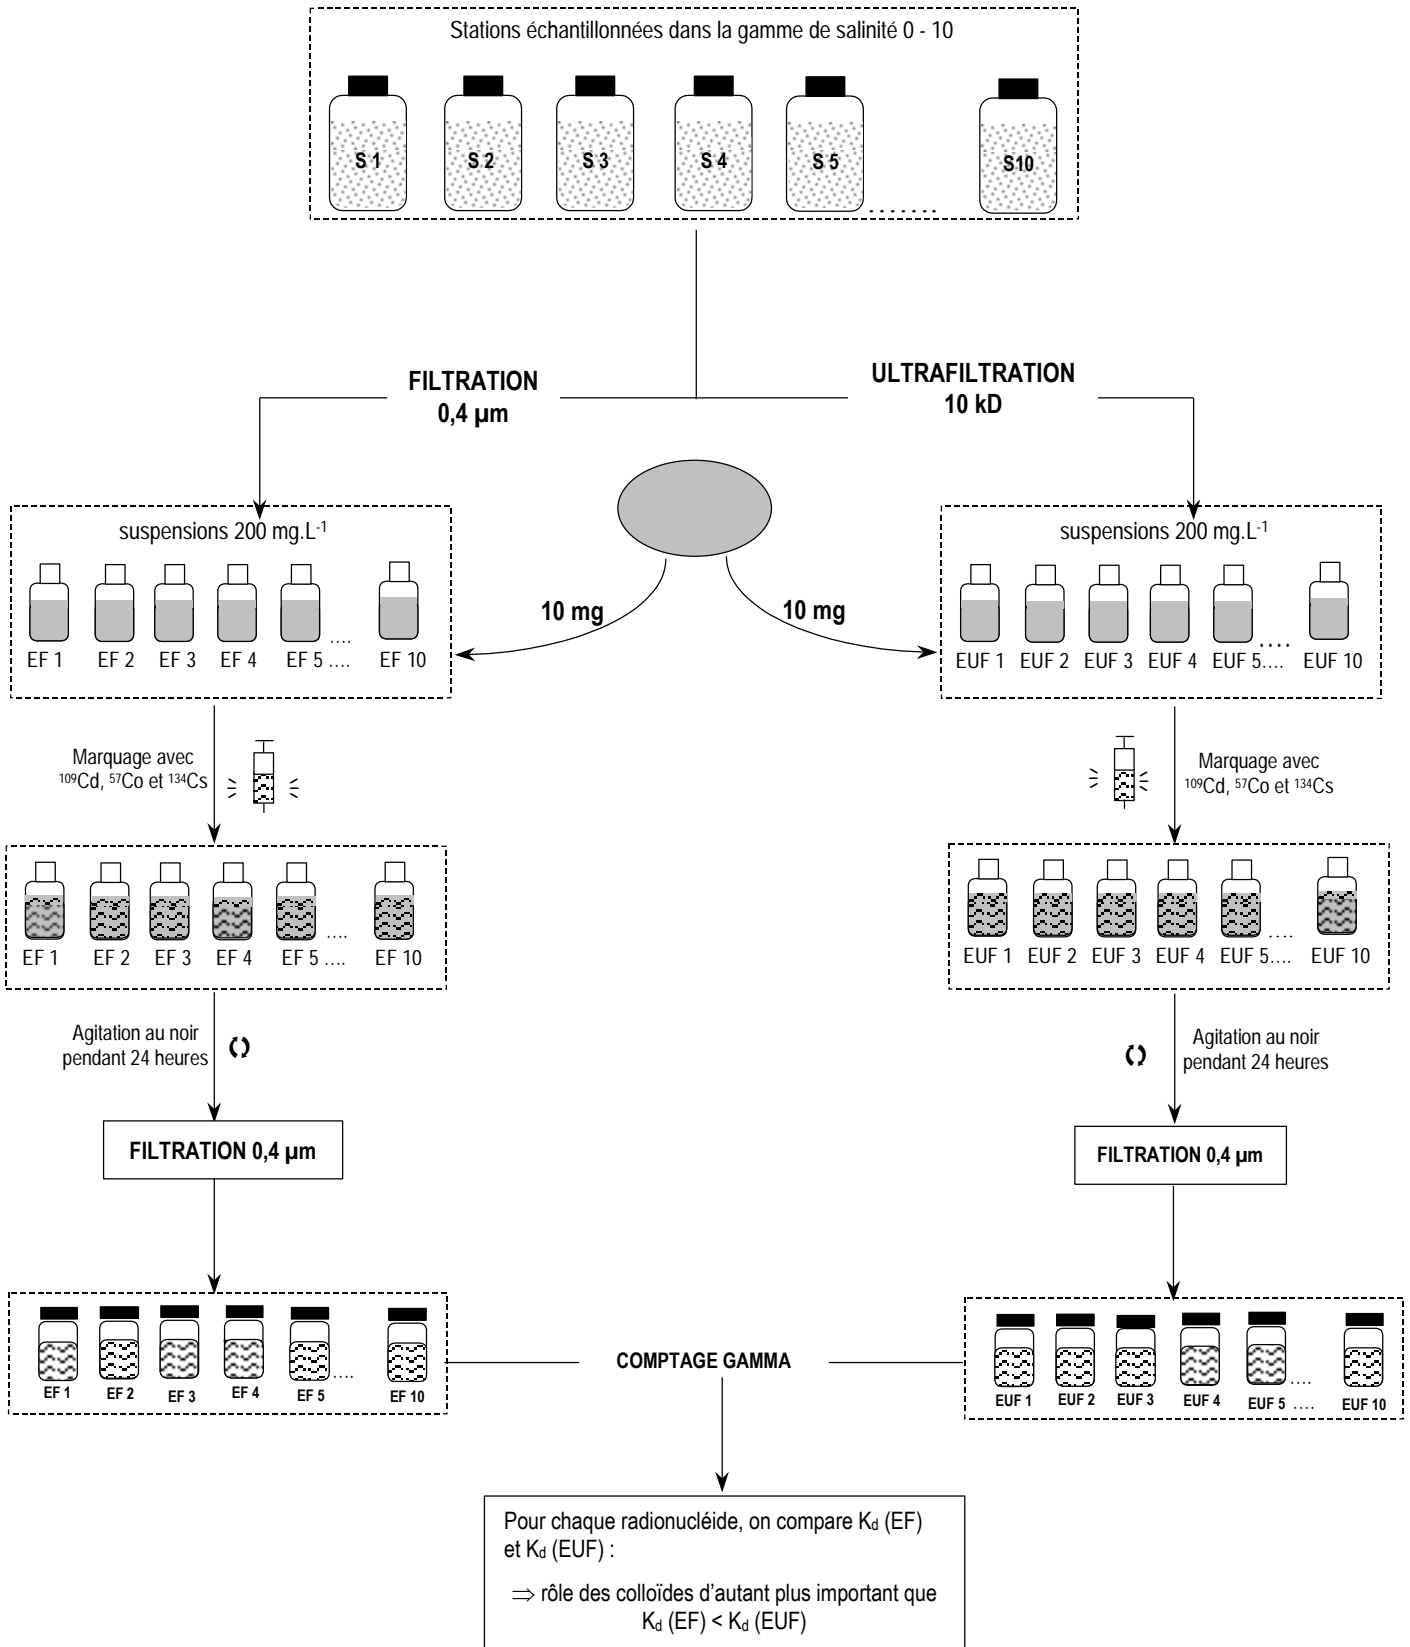 Stations échantillonnées dans la gamme de salinité 0 - 10
S 1
S 2
S 3
S 4
S 5
.......
S10
FILTRATION
0,4 µm
ULTRAFILTRATION
10 kD
suspensions 200 mg.L⁻¹
....
EF 1
EF 2
EF 3
EF 4
EF 5 ....
EF 10
10 mg
10 mg
suspensions 200 mg.L⁻¹
....
EUF 1
EUF 2
EUF 3
EUF 4
EUF 5....
EUF 10
Marquage avec
¹⁰⁹Cd, ⁵⁷Co et ¹³⁴Cs
Marquage avec
¹⁰⁹Cd, ⁵⁷Co et ¹³⁴Cs
....
EF 1
EF 2
EF 3
EF 4
EF 5 ....
EF 10
....
EUF 1
EUF 2
EUF 3
EUF 4
EUF 5....
EUF 10
Agitation au noir
pendant 24 heures
Agitation au noir
pendant 24 heures
FILTRATION 0,4 µm
FILTRATION 0,4 µm
....
EF 1
EF 2
EF 3
EF 4
EF 5
EF 10
COMPTAGE GAMMA
....
EUF 1
EUF 2
EUF 3
EUF 4
EUF 5 ....
EUF 10
Pour chaque radionucléide, on compare Kd (EF)
et Kd (EUF) :
⇒ rôle des colloïdes d'autant plus important que
Kd (EF) < Kd (EUF)